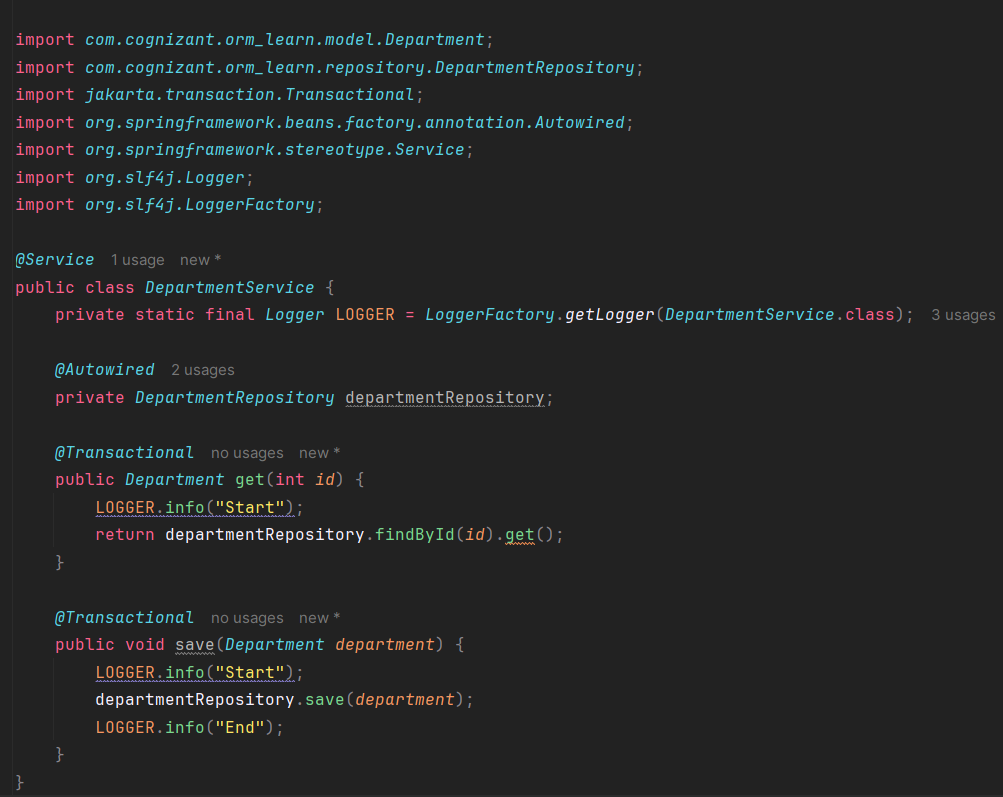 import com.cognizant.orm_learn.model.Department;
import com.cognizant.orm_learn.repository.DepartmentRepository;
import jakarta.transaction.Transactional;
import org.springframework.beans.factory.annotation.Autowired;
import org.springframework.stereotype.Service;
import org.slf4j.Logger;
import org.slf4j.LoggerFactory;
@Service 1 usage new *
public class DepartmentService {
private static final Logger LOGGER = LoggerFactory.getLogger(DepartmentService.class); 3 usages
@Autowired 2 usages
private DepartmentRepository departmentRepository;
@Transactional no usages new *
public Department get(int id) {
LOGGER.info("Start");
return departmentRepository.findById(id).get();
}
@Transactional no usages new *
public void save(Department department) {
LOGGER.info("Start");
departmentRepository.save(department);
LOGGER.info("End");
}
}